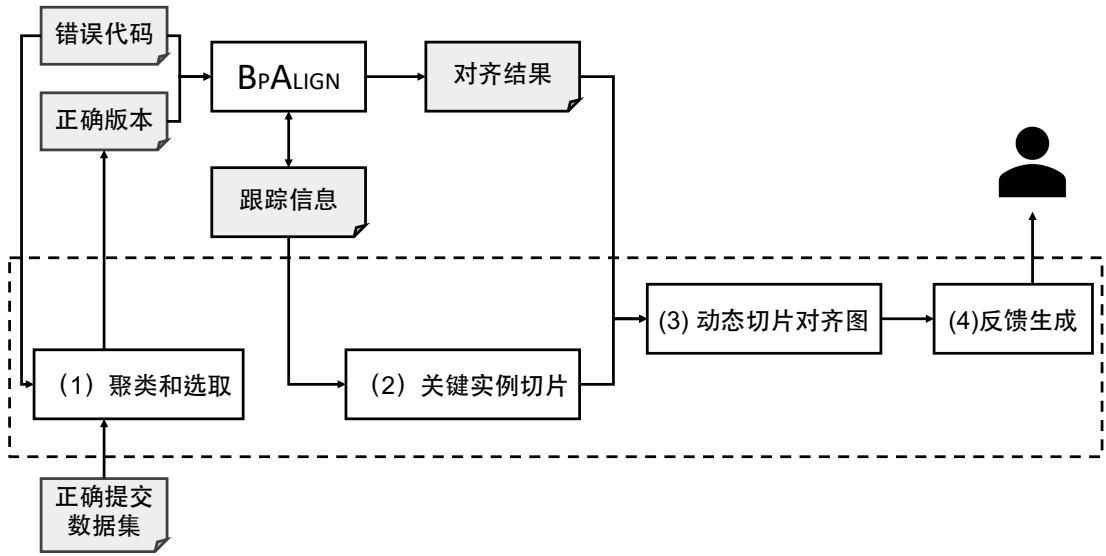 错误代码
正确版本
BPALIGN
对齐结果
跟踪信息
(3) 动态切片对齐图
(4)反馈生成
（1）聚类和选取
（2）关键实例切片
正确提交
数据集